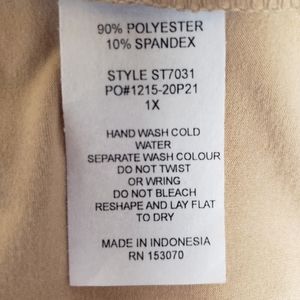 90% POLYESTER
10% SPANDEX
STYLE ST7031
PO#1215-20P21
1X
HAND WASH COLD
WATER
SEPARATE WASH COLOUR
DO NOT TWIST
OR WRING
DO NOT BLEACH
RESHAPE AND LAY FLAT
TO DRY
MADE IN INDONESIA
RN 153070